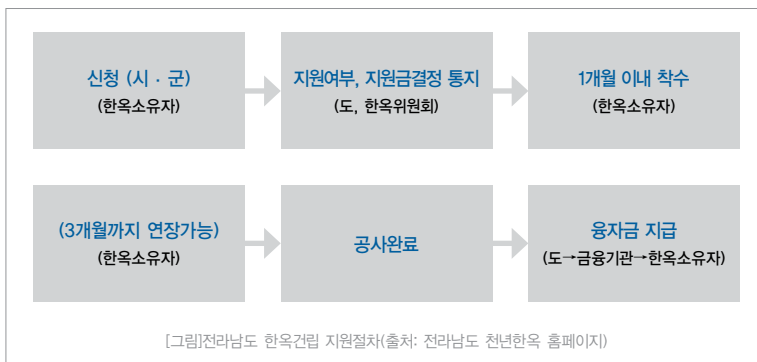 신청 (시 · 군)
(한옥소유자)
지원여부, 지원금결정 통지
(도, 한옥위원회)
1개월 이내 착수
(한옥소유자)
(3개월까지 연장가능)
(한옥소유자)
공사완료
융자금 지급
(도→금융기관→한옥소유자)
[그림]전라남도 한옥건립 지원절차(출처: 전라남도 천년한옥 홈페이지)